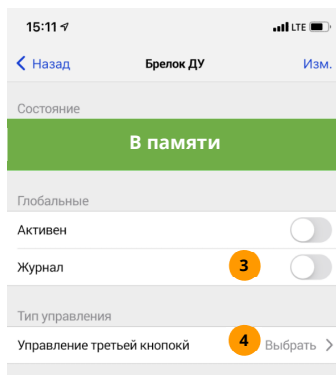 15:11 LTE
Назад Брелок ДУ Изм.
Состояние
В памяти
Глобальные
Активен
Журнал 3
Тип управления
Управление третьей кнопокй 4 Выбрать